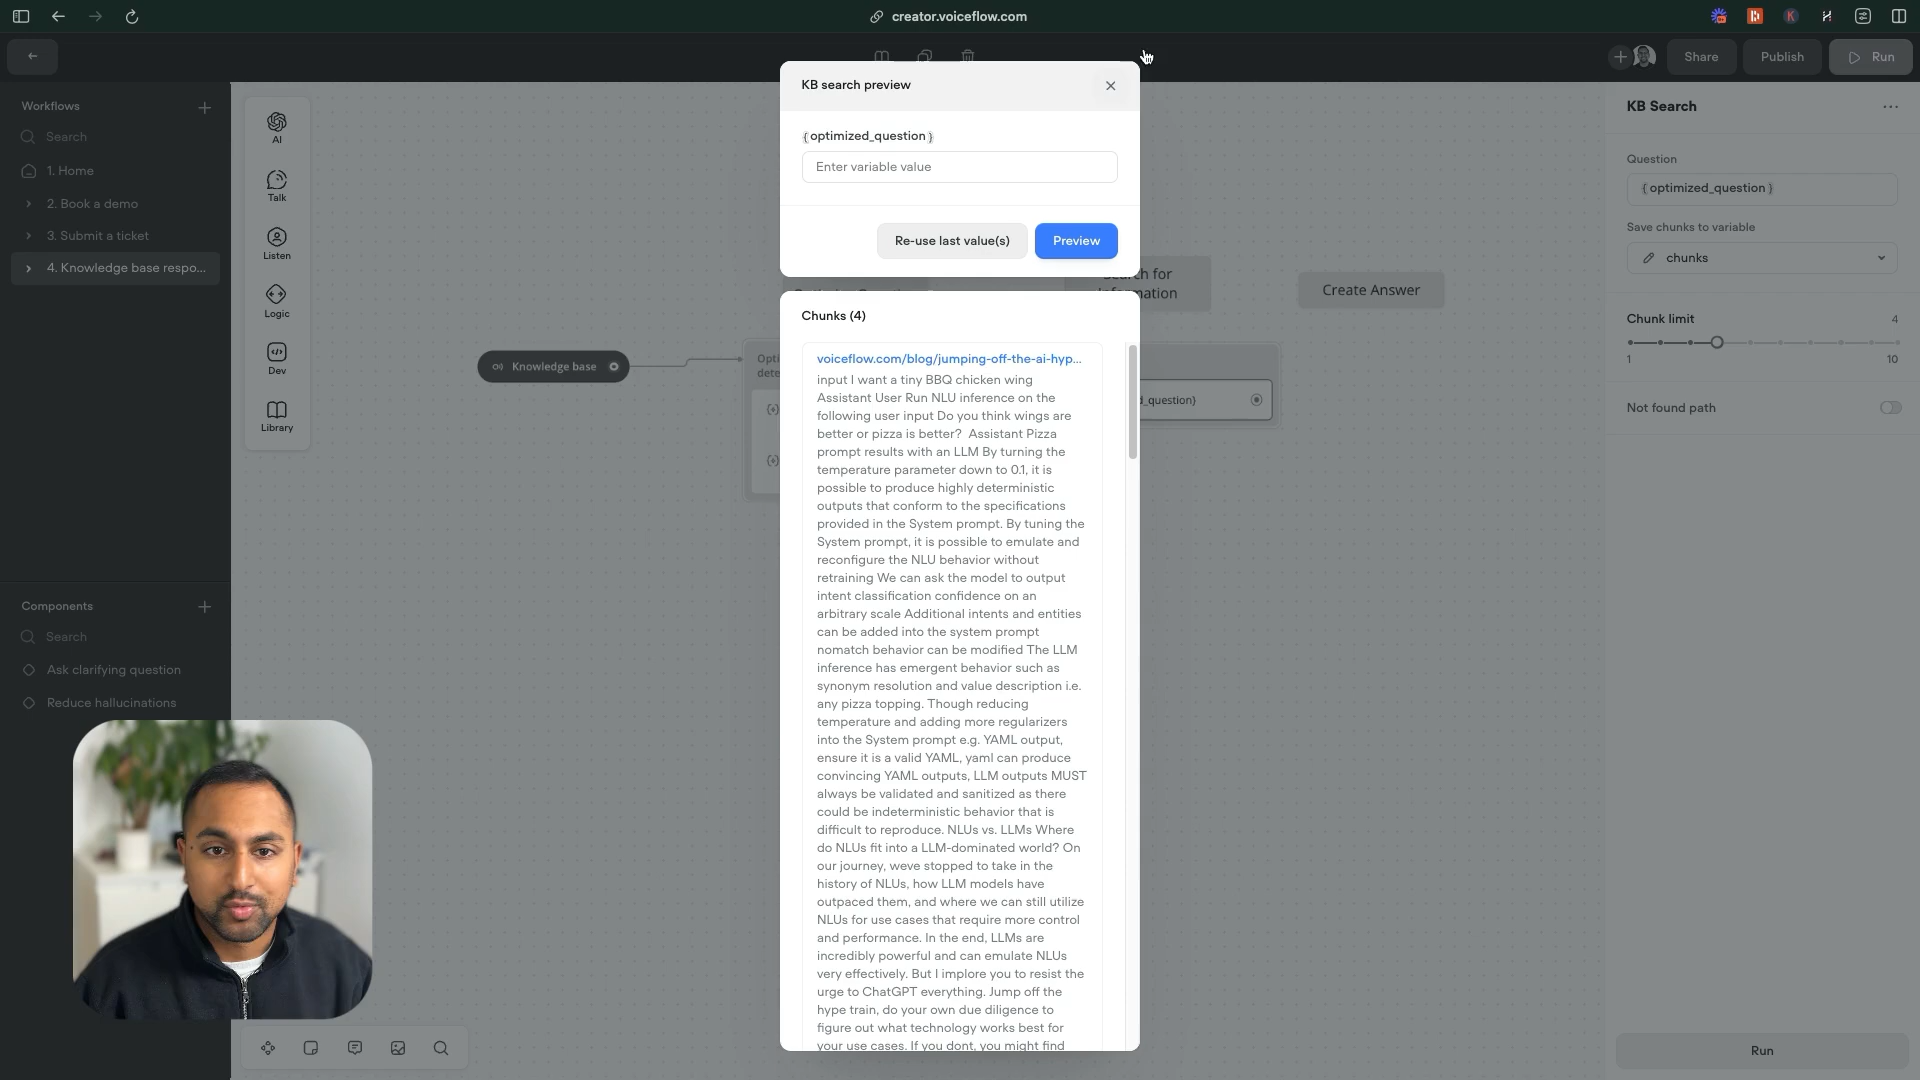 creator.voiceflow.com
Share
Publish
Run
Workflows
Search
1. Home
2. Book a demo
3. Submit a ticket
4. Knowledge base respo...
Components
Search
Ask clarifying question
Reduce hallucinations
AI
Talk
Listen
Logic
Dev
Library
Knowledge base
Opti
dete
Search for
Information
d_question}
Create Answer
KB search preview
{optimized_question}
Enter variable value
Re-use last value(s)
Preview
Chunks (4)
voiceflow.com/blog/jumping-off-the-ai-hyp...
input I want a tiny BBQ chicken wing
Assistant User Run NLU inference on the
following user input Do you think wings are
better or pizza is better?  Assistant Pizza
prompt results with an LLM By turning the
temperature parameter down to 0.1, it is
possible to produce highly deterministic
outputs that conform to the specifications
provided in the System prompt. By tuning the
System prompt, it is possible to emulate and
reconfigure the NLU behavior without
retraining We can ask the model to output
intent classification confidence on an
arbitrary scale Additional intents and entities
can be added into the system prompt
nomatch behavior can be modified The LLM
inference has emergent behavior such as
synonym resolution and value description i.e.
any pizza topping. Though reducing
temperature and adding more regularizers
into the System prompt e.g. YAML output,
ensure it is a valid YAML, yaml can produce
convincing YAML outputs, LLM outputs MUST
always be validated and sanitized as there
could be indeterministic behavior that is
difficult to reproduce. NLUs vs. LLMs Where
do NLUs fit into a LLM-dominated world? On
our journey, weve stopped to take in the
history of NLUs, how LLM models have
outpaced them, and where we can still utilize
NLUs for use cases that require more control
and performance. In the end, LLMs are
incredibly powerful and can emulate NLUs
very effectively. But I implore you to resist the
urge to ChatGPT everything. Jump off the
hype train, do your own due diligence to
figure out what technology works best for
your use cases. If you dont, you might find
KB Search
Question
{optimized_question}
Save chunks to variable
chunks
Chunk limit
4
1
10
Not found path
Run